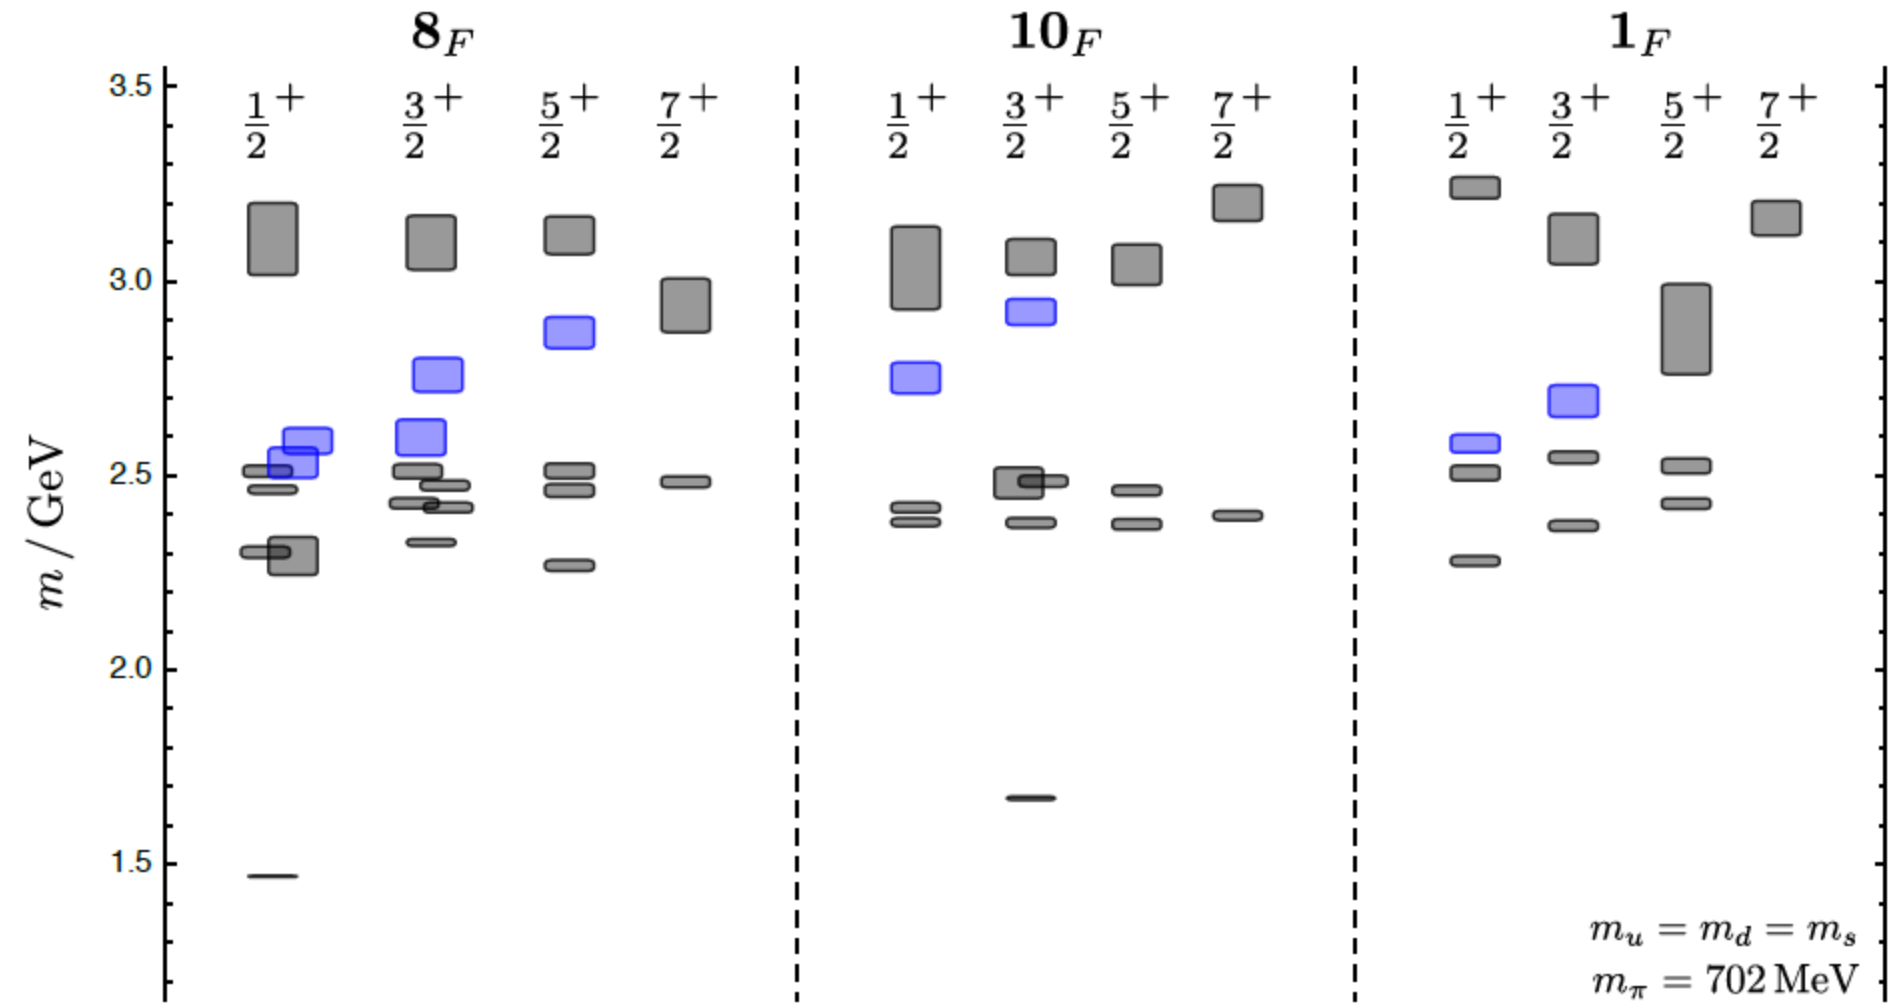 8_F 10_F 1_F
1/2^+ 3/2^+ 5/2^+ 7/2^+ 1/2^+ 3/2^+ 5/2^+ 7/2^+ 1/2^+ 3/2^+ 5/2^+ 7/2^+
3.5
3.0
2.5
2.0
1.5
m / GeV
m_u = m_d = m_s
m_π = 702 MeV